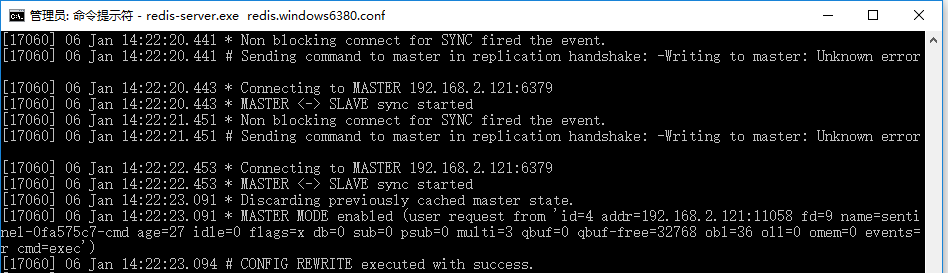 管理员: 命令提示符 - redis-server.exe redis.windows6380.conf
[17060] 06 Jan 14:22:20.441 * Non blocking connect for SYNC fired the event.
[17060] 06 Jan 14:22:20.441 # Sending command to master in replication handshake: -Writing to master: Unknown error
[17060] 06 Jan 14:22:20.443 * Connecting to MASTER 192.168.2.121:6379
[17060] 06 Jan 14:22:20.443 * MASTER <-> SLAVE sync started
[17060] 06 Jan 14:22:21.451 * Non blocking connect for SYNC fired the event.
[17060] 06 Jan 14:22:21.451 # Sending command to master in replication handshake: -Writing to master: Unknown error
[17060] 06 Jan 14:22:22.453 * Connecting to MASTER 192.168.2.121:6379
[17060] 06 Jan 14:22:22.453 * MASTER <-> SLAVE sync started
[17060] 06 Jan 14:22:23.091 * Discarding previously cached master state.
[17060] 06 Jan 14:22:23.091 * MASTER MODE enabled (user request from 'id=4 addr=192.168.2.121:11058 fd=9 name=senti
nel-0fa575c7-cmd age=27 idle=0 flags=x db=0 sub=0 psub=0 multi=3 qbuf=0 qbuf-free=32768 obl=36 oll=0 omem=0 events=
r cmd=exec')
[17060] 06 Jan 14:22:23.094 # CONFIG REWRITE executed with success.